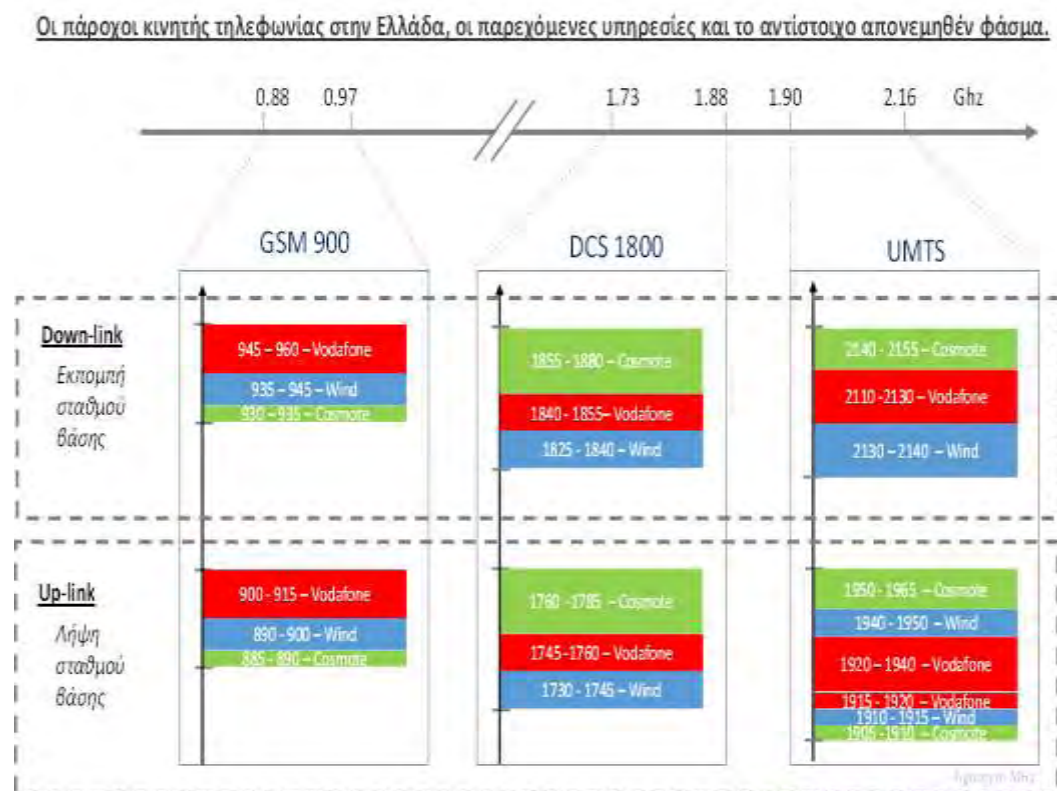 Οι πάροχοι κινητής τηλεφωνίας στην Ελλάδα, οι παρεχόμενες υπηρεσίες και το αντίστοιχο απονεμηθέν φάσμα.
0.88 0.97 1.73 1.88 1.90 2.16 Ghz
GSM 900
DCS 1800
UMTS
Down-link
Εκπομπή
σταθμού
βάσης
945 – 960 – Vodafone
935 – 945 – Wind
930 – 935 – Cosmote
1855 - 1880 – Cosmote
1840 - 1855– Vodafone
1825 - 1840 – Wind
2140 - 2155 – Cosmote
2110 -2130 – Vodafone
2130 – 2140 – Wind
Up-link
Λήψη
σταθμού
βάσης
900 - 915 – Vodafone
890 - 900 – Wind
885 - 890 – Cosmote
1760 -1785 – Cosmote
1745-1760 – Vodafone
1730 - 1745 – Wind
1950 - 1965 – Cosmote
1940 - 1950 – Wind
1920 – 1940 – Vodafone
1915 - 1920 – Vodafone
1910 - 1915 – Wind
1905 -1910 – Cosmote